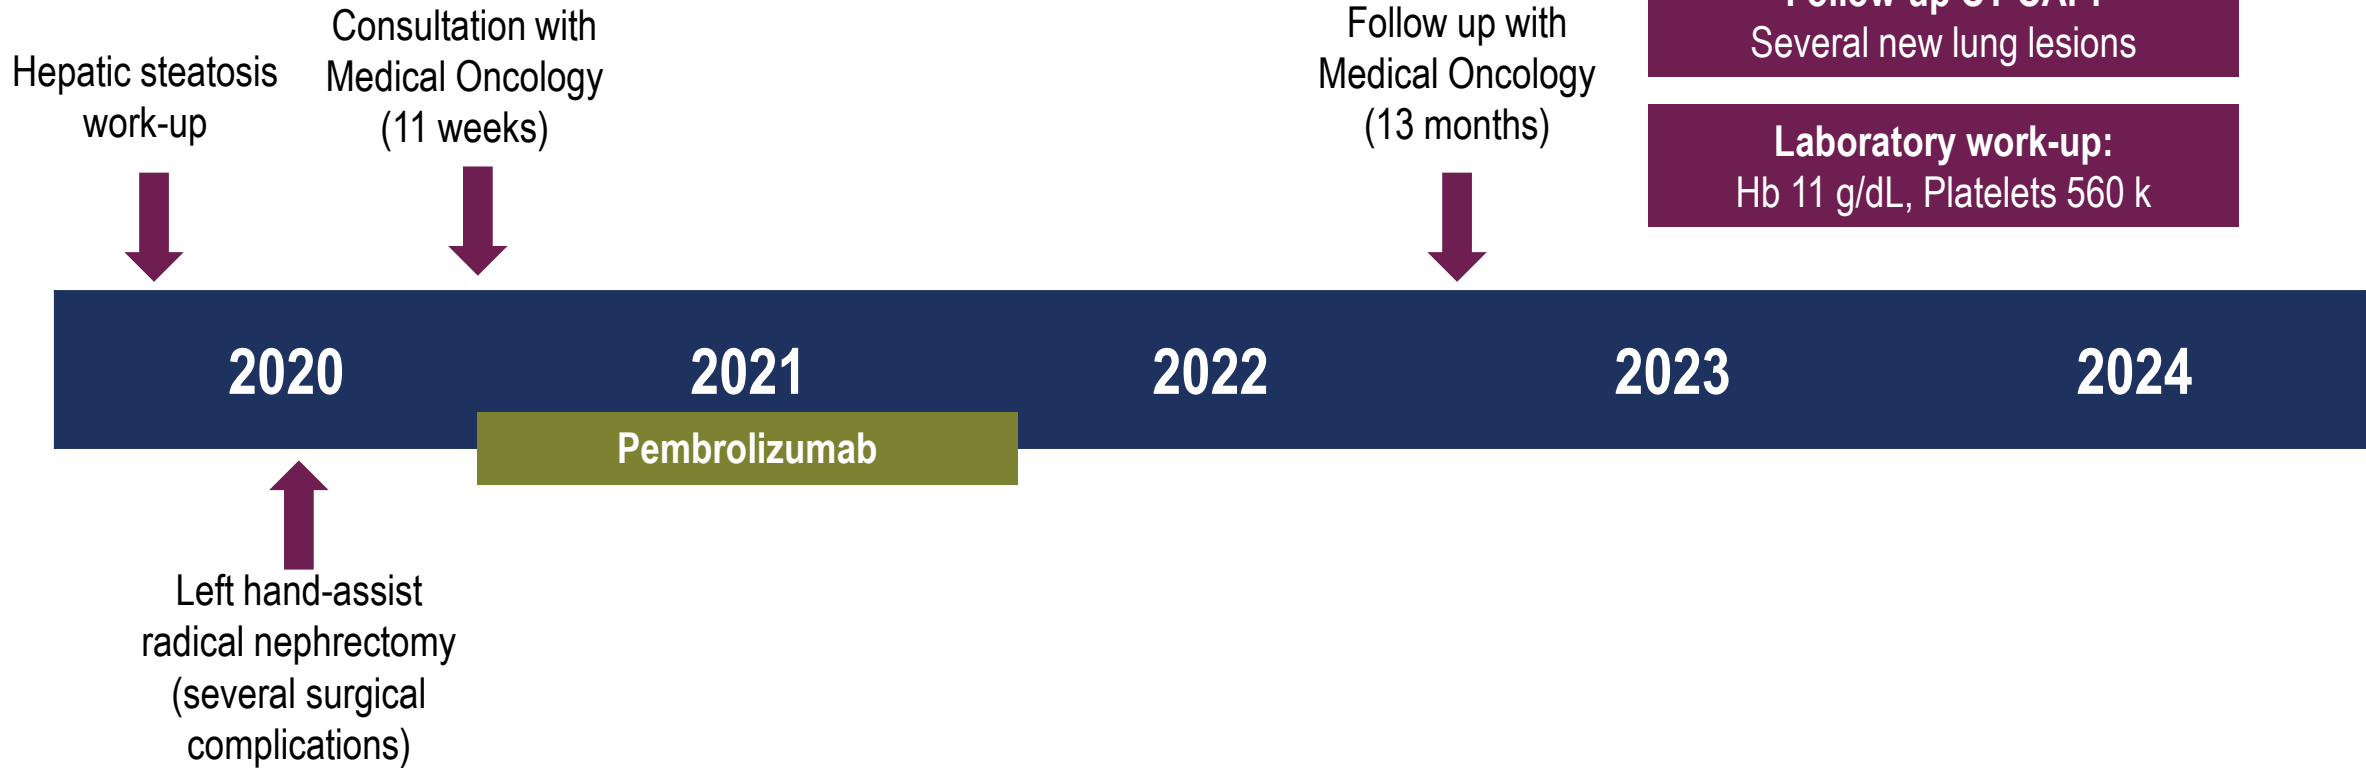 Hepatic steatosis
work-up
Consultation with
Medical Oncology
(11 weeks)
Follow up with
Medical Oncology
(13 months)
Several new lung lesions
Laboratory work-up:
Hb 11 g/dL, Platelets 560 k
2020
2021
2022
2023
2024
Pembrolizumab
Left hand-assist
radical nephrectomy
(several surgical
complications)